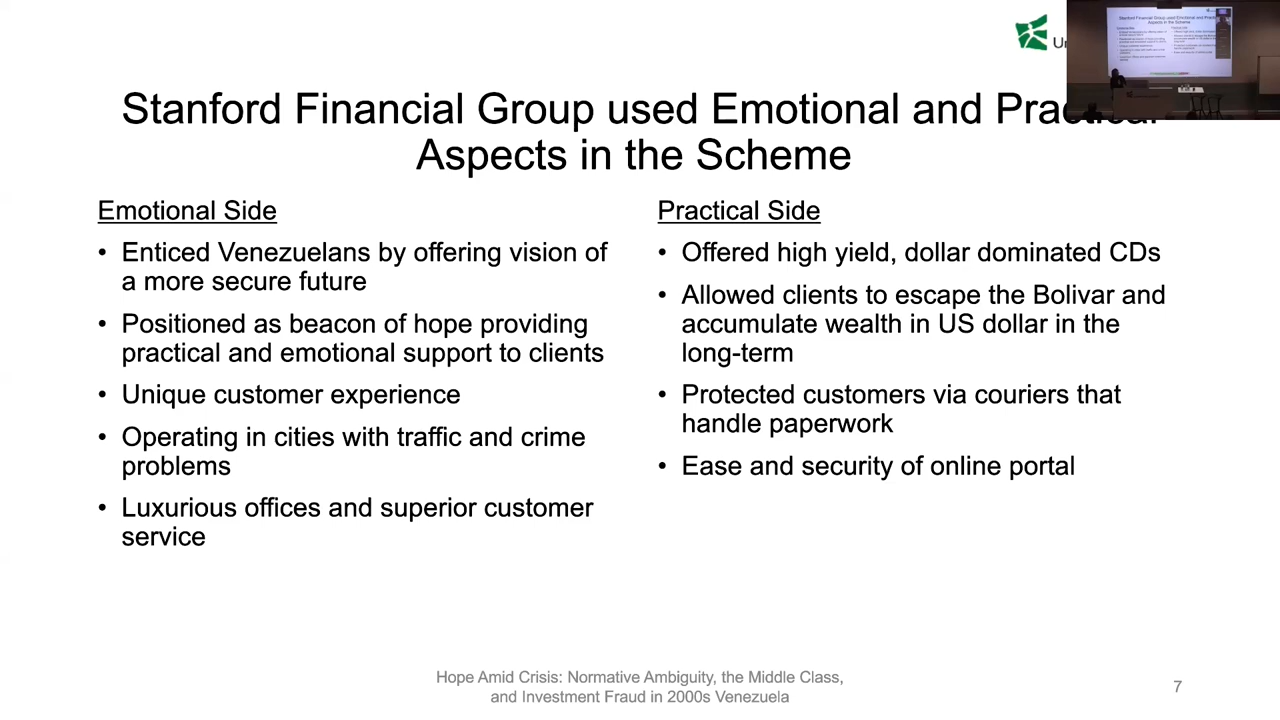 Stanford Financial Group used Emotional and Practical
Aspects in the Scheme
Emotional Side
• Enticed Venezuelans by offering vision of
a more secure future
• Positioned as beacon of hope providing
practical and emotional support to clients
• Unique customer experience
• Operating in cities with traffic and crime
problems
• Luxurious offices and superior customer
service
Practical Side
• Offered high yield, dollar dominated CDs
• Allowed clients to escape the Bolivar and
accumulate wealth in US dollar in the
long-term
• Protected customers via couriers that
handle paperwork
• Ease and security of online portal
Hope Amid Crisis: Normative Ambiguity, the Middle Class,
and Investment Fraud in 2000s Venezuela
7